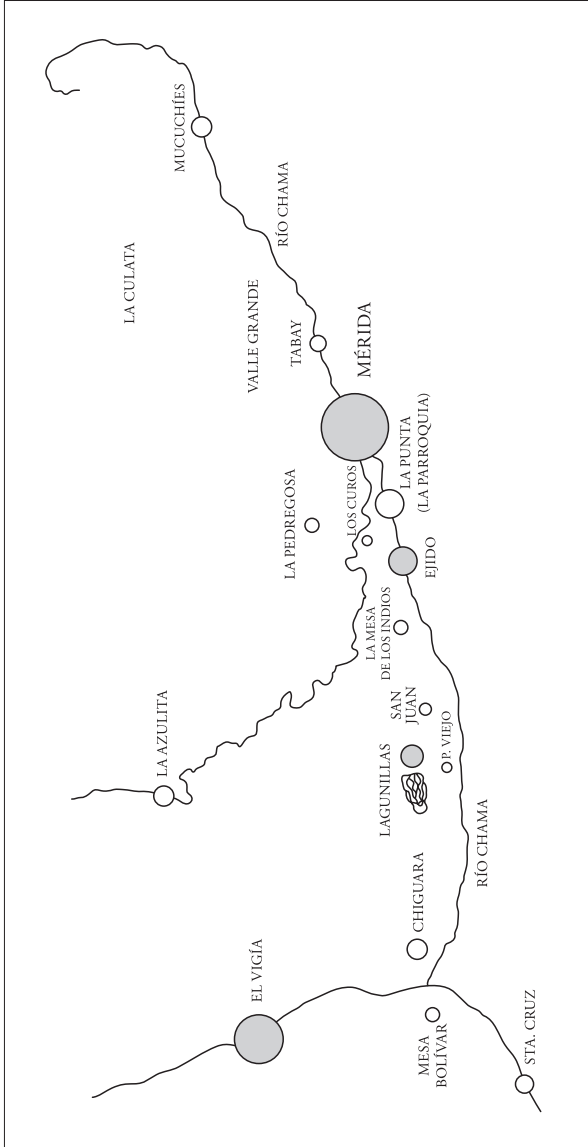 MUCUCHÍES
LA CULATA
RÍO CHAMA
VALLE GRANDE
TABAY
MÉRIDA
LA PEDREGOSA
LOS CUROS
LA PUNTA
(LA PARROQUIA)
EJIDO
LA MESA
DE LOS INDIOS
LA AZULITA
SAN
JUAN
LAGUNILLAS
P. VIEJO
CHIGUARA
RÍO CHAMA
EL VIGÍA
MESA
BOLÍVAR
STA. CRUZ